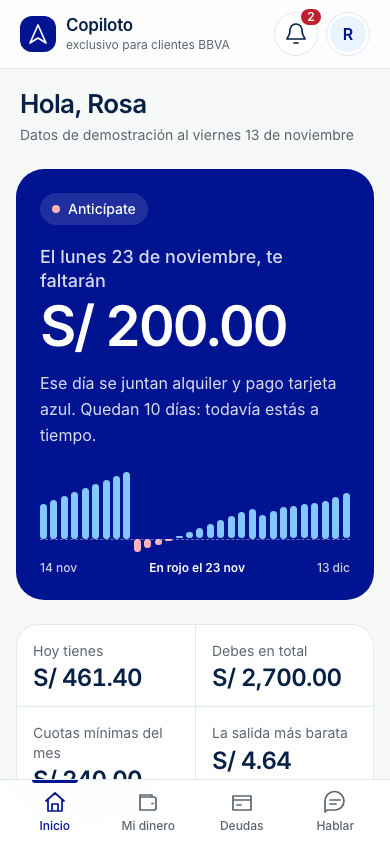 Copiloto
exclusivo para clientes BBVA
2
R
Hola, Rosa
Datos de demostración al viernes 13 de noviembre
Anticípate
El lunes 23 de noviembre, te
faltarán
S/ 200.00
Ese día se juntan alquiler y pago tarjeta
azul. Quedan 10 días: todavía estás a
tiempo.
14 nov
En rojo el 23 nov
13 dic
Hoy tienes
S/ 461.40
Debes en total
S/ 2,700.00
Cuotas mínimas del
mes
S/ 240.00
La salida más barata
S/ 4.64
Inicio
Mi dinero
Deudas
Hablar